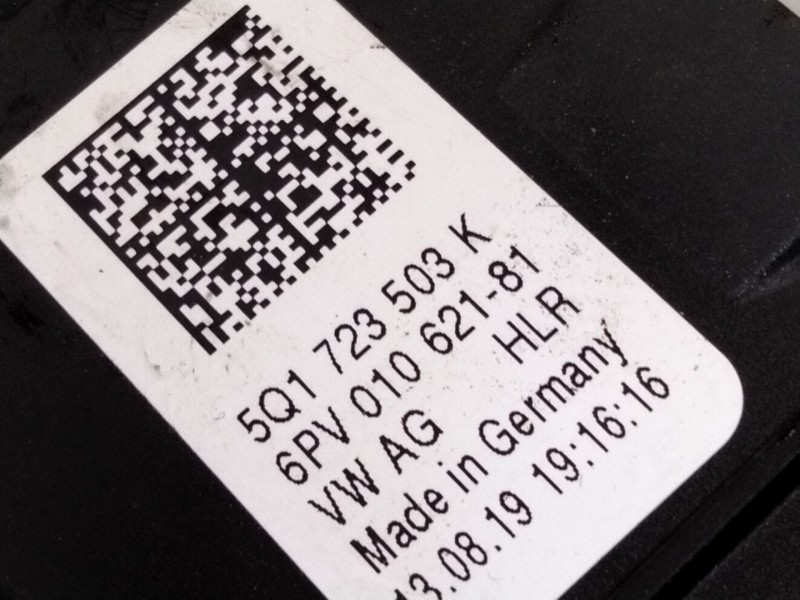 5Q1 723 503 K
6PV 010 621-81
VW AG HLR
Made in Germany
13.08.19 19:16:16